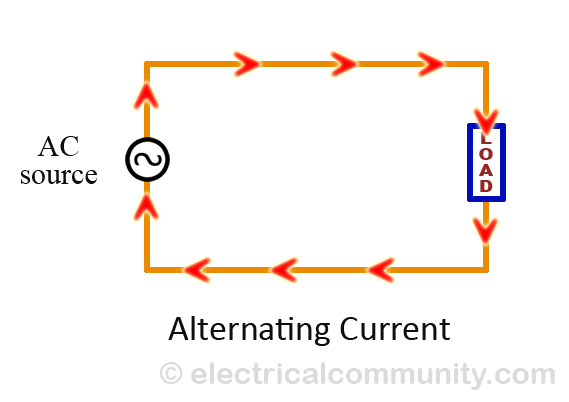 AC
source
LOAD
Alternating Current
© electricalcommunity.com